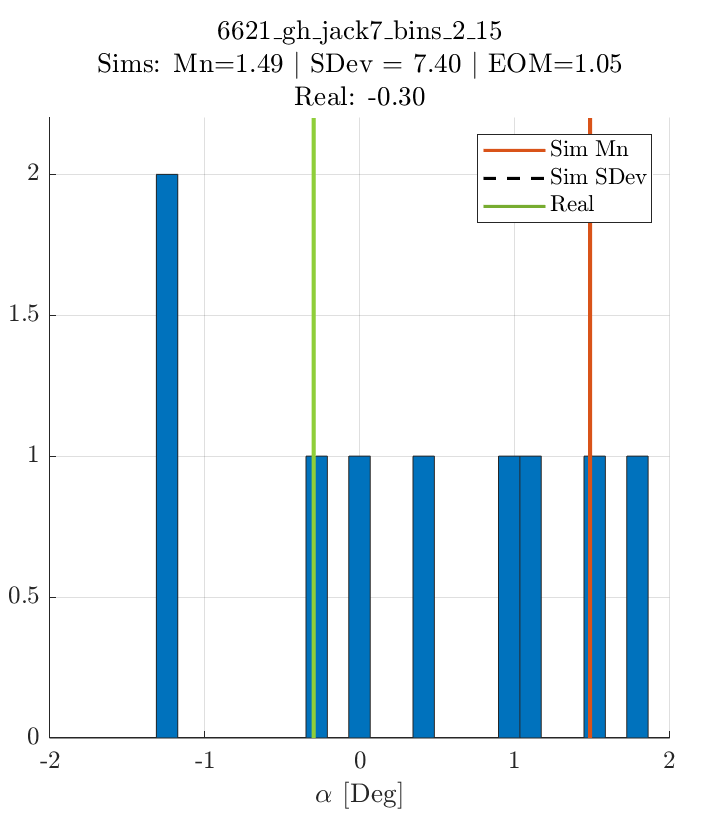 6621_gh_jack7_bins_2_15
Sims: Mn=1.49 | SDev = 7.40 | EOM=1.05
Real: -0.30
Sim Mn
Sim SDev
Real
2
1.5
1
0.5
0
-2 -1 0 1 2
α [Deg]